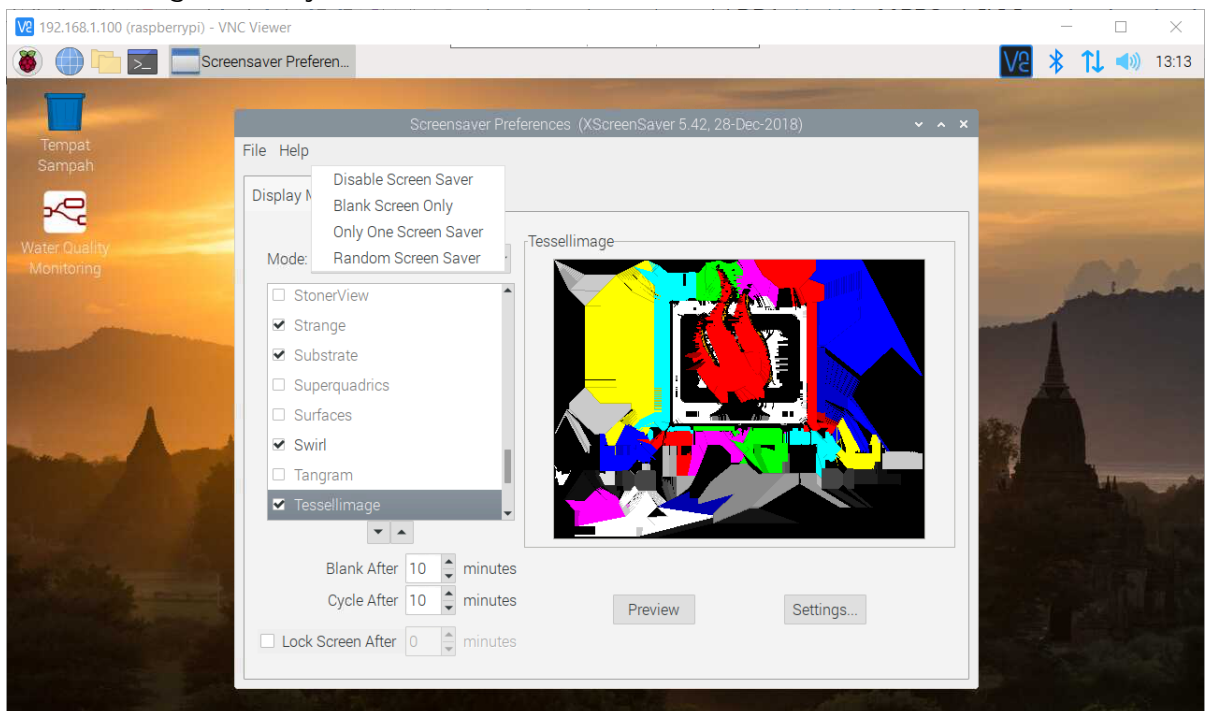 192.168.1.100 (raspberrypi) - VNC Viewer
Screensaver Preferen...
13:13
Tempat
Sampah
Water Quality
Monitoring
Screensaver Preferences (XScreenSaver 5.42, 28-Dec-2018)
File Help
Display M
Disable Screen Saver
Blank Screen Only
Only One Screen Saver
Random Screen Saver
Mode:
StonerView
Strange
Substrate
Superquadrics
Surfaces
Swirl
Tangram
Tessellimage
Tessellimage
Blank After 10 minutes
Cycle After 10 minutes
Lock Screen After 0 minutes
Preview
Settings...